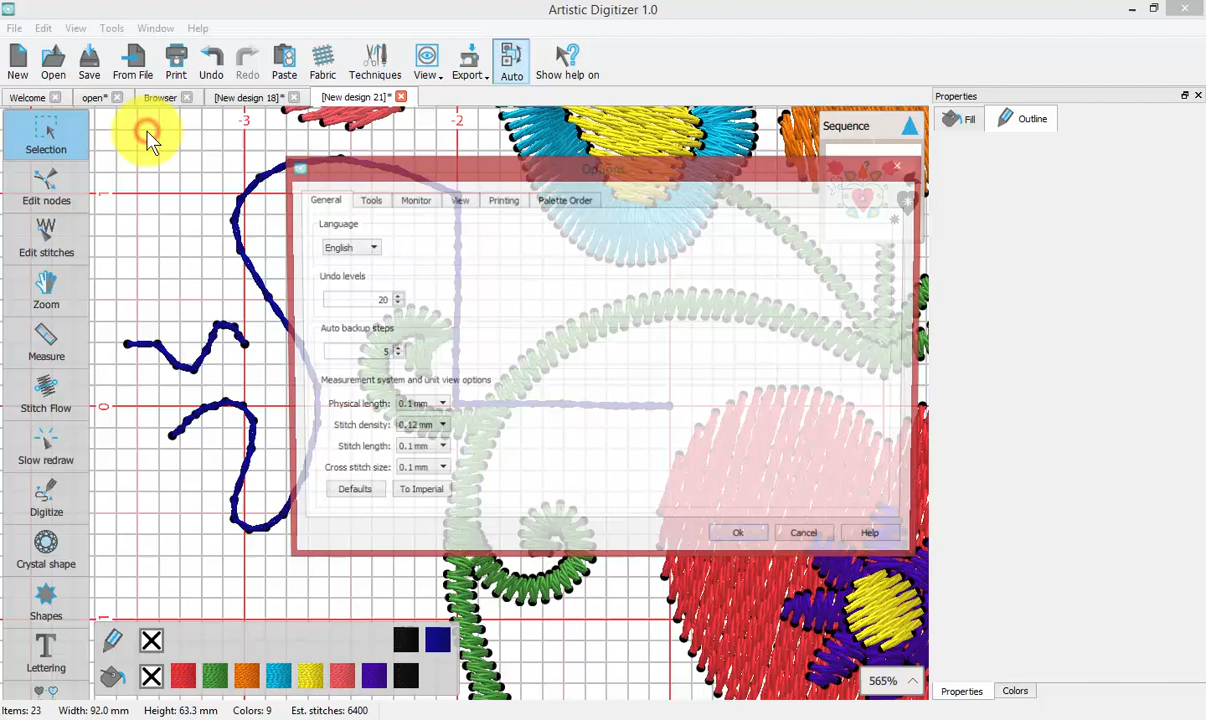 Artistic Digitizer 1.0
File Edit View Tools Window Help
New Open Save From File Print Undo Redo Paste Fabric Techniques View Export Auto Show help on
Welcome open* Browser [New design 18]* [New design 21]*
Properties
Fill Outline
Selection
Edit nodes
Edit stitches
Zoom
Measure
Stitch Flow
Slow redraw
Digitize
Crystal shape
Shapes
Lettering
-3 -2
1
0
1
Sequence
Options
General Tools Monitor View Printing Palette Order
Language
English
Undo levels
20
Auto backup steps
5
Measurement system and unit view options
Physical length: 0.1 mm
Stitch density: 0.12 mm
Stitch length: 0.1 mm
Cross stitch size: 0.1 mm
Defaults To Imperial
Ok Cancel Help
565%
Properties Colors
Items: 23 Width: 92.0 mm Height: 63.3 mm Colors: 9 Est. stitches: 6400